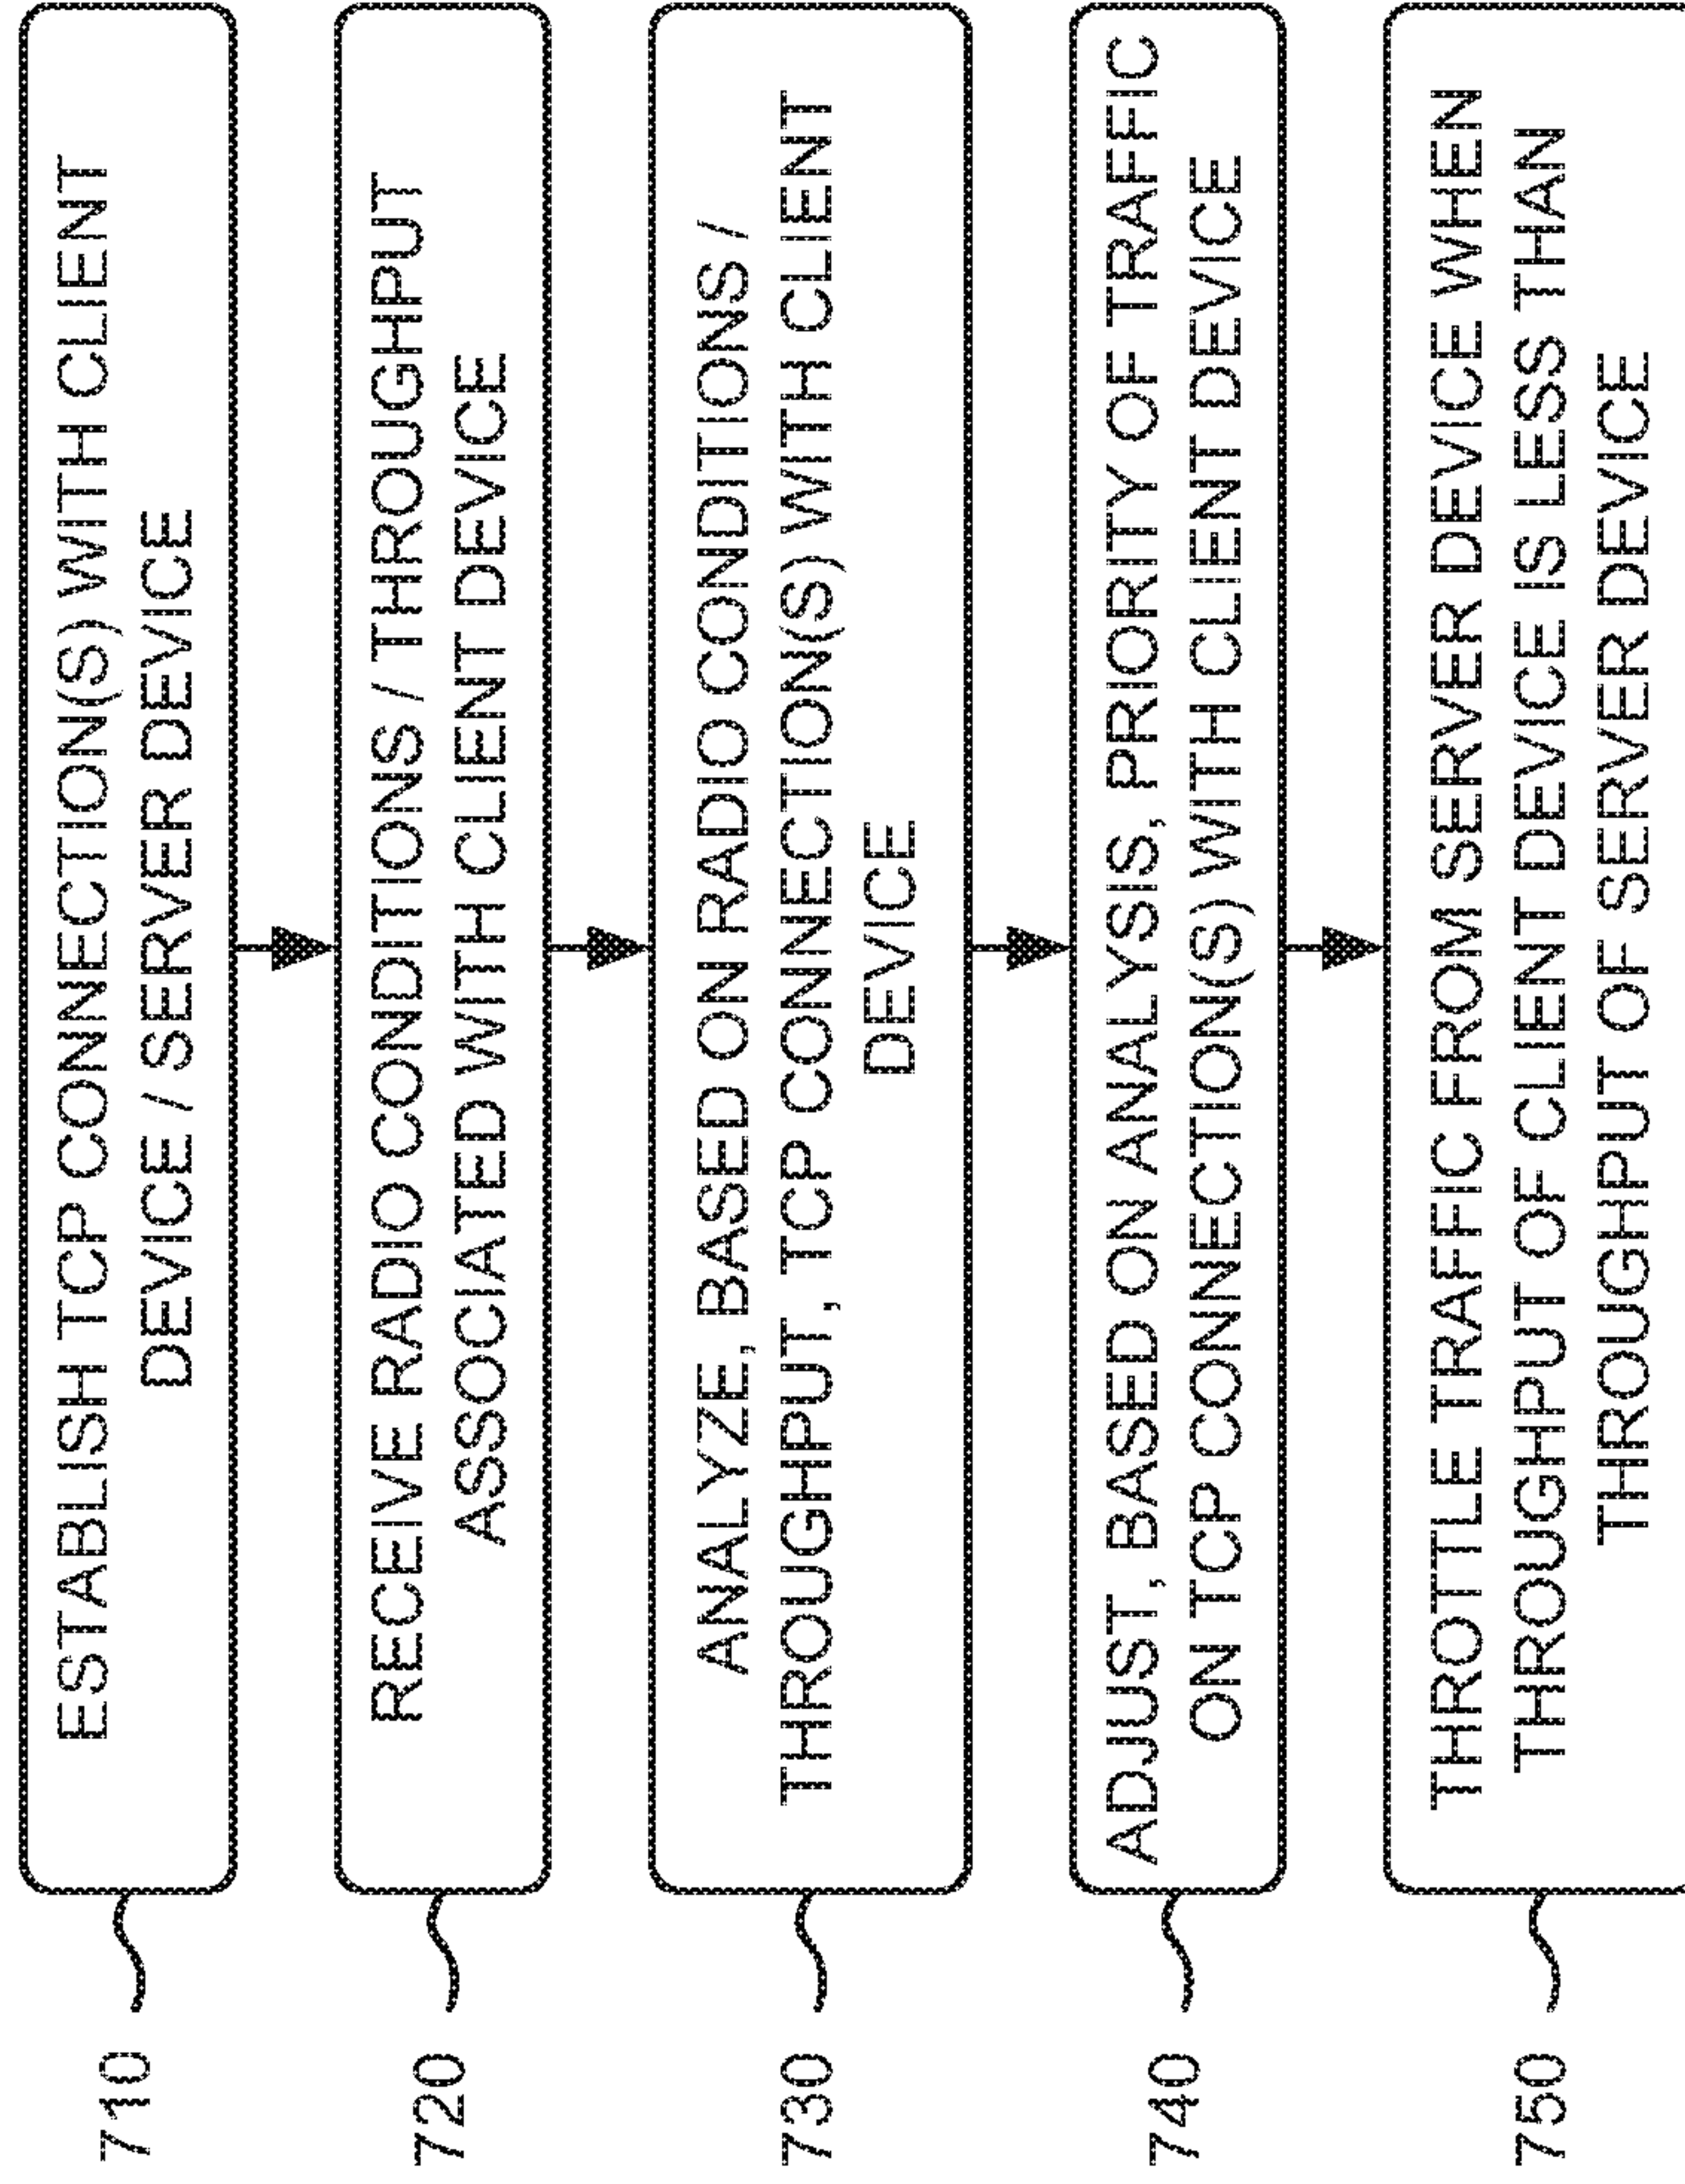 710
ESTABLISH TCP CONNECTION(S) WITH CLIENT
DEVICE / SERVER DEVICE
720
RECEIVE RADIO CONDITIONS / THROUGHPUT
ASSOCIATED WITH CLIENT DEVICE
730
ANALYZE, BASED ON RADIO CONDITIONS /
THROUGHPUT, TCP CONNECTION(S) WITH CLIENT
DEVICE
740
ADJUST, BASED ON ANALYSIS, PRIORITY OF TRAFFIC
ON TCP CONNECTION(S) WITH CLIENT DEVICE
750
THROTTLE TRAFFIC FROM SERVER DEVICE WHEN
THROUGHPUT OF CLIENT DEVICE IS LESS THAN
THROUGHPUT OF SERVER DEVICE